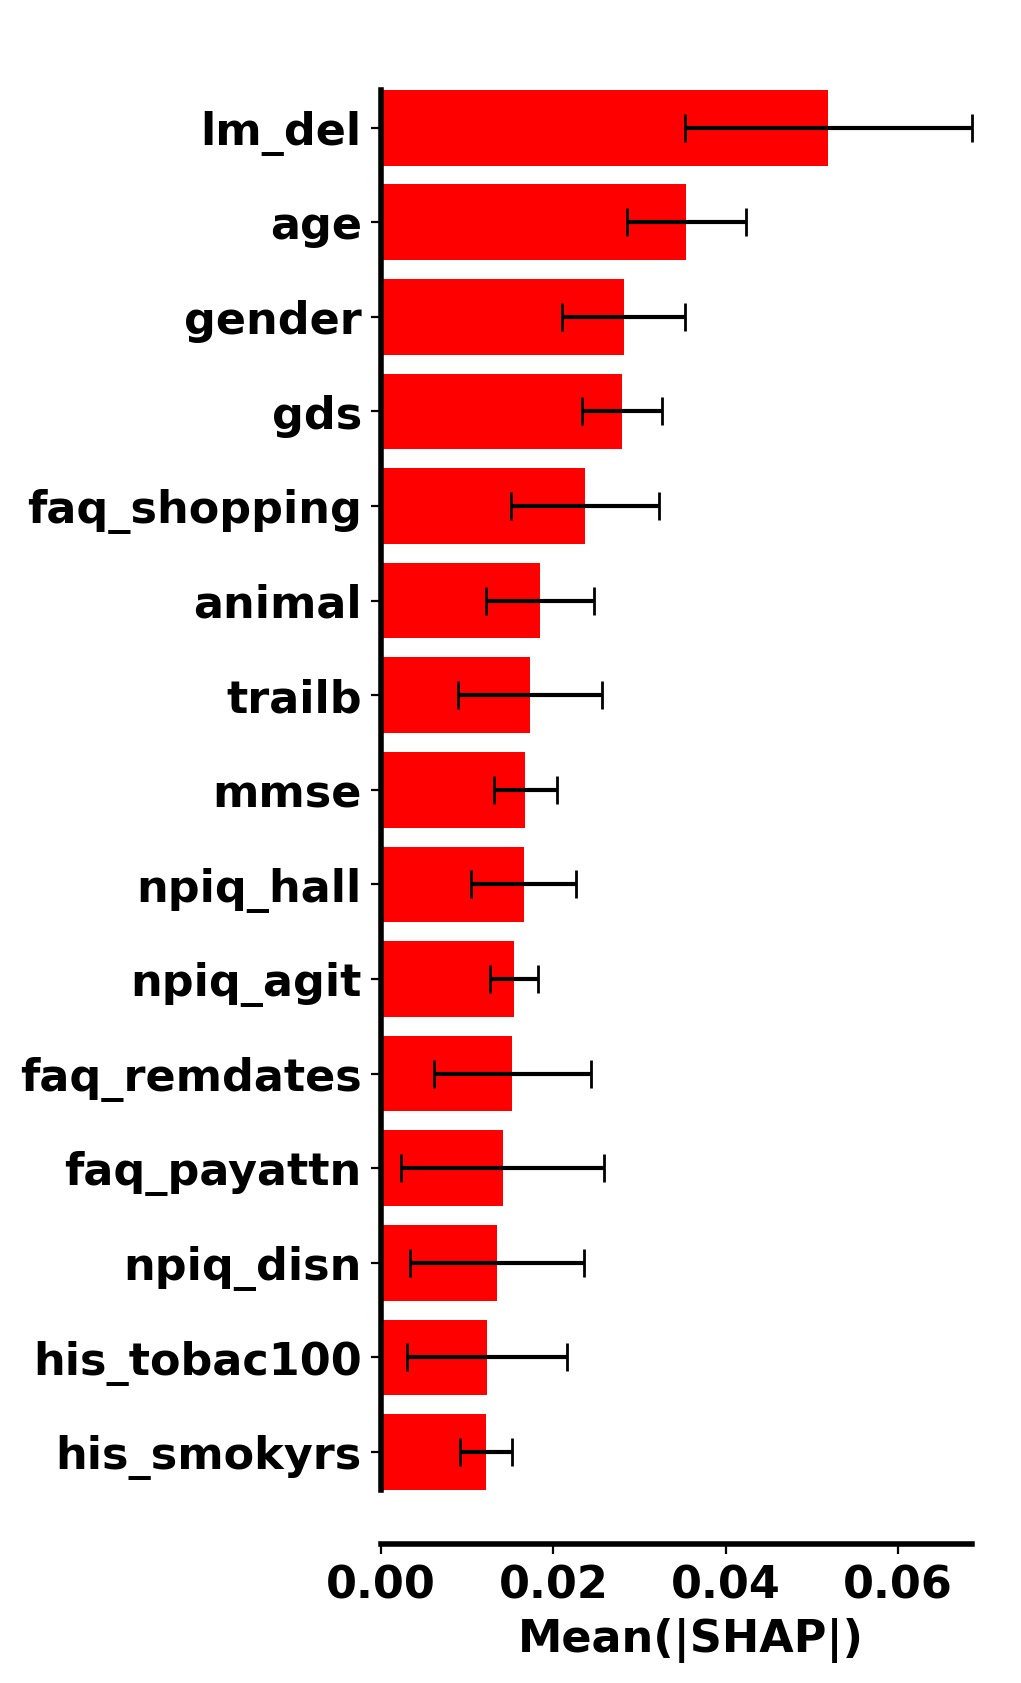 lm_del
age
gender
gds
faq_shopping
animal
trailb
mmse
npiq_hall
npiq_agit
faq_remdates
faq_payattn
npiq_disn
his_tobac100
his_smokyrs
0.00 0.02 0.04 0.06
Mean(|SHAP|)